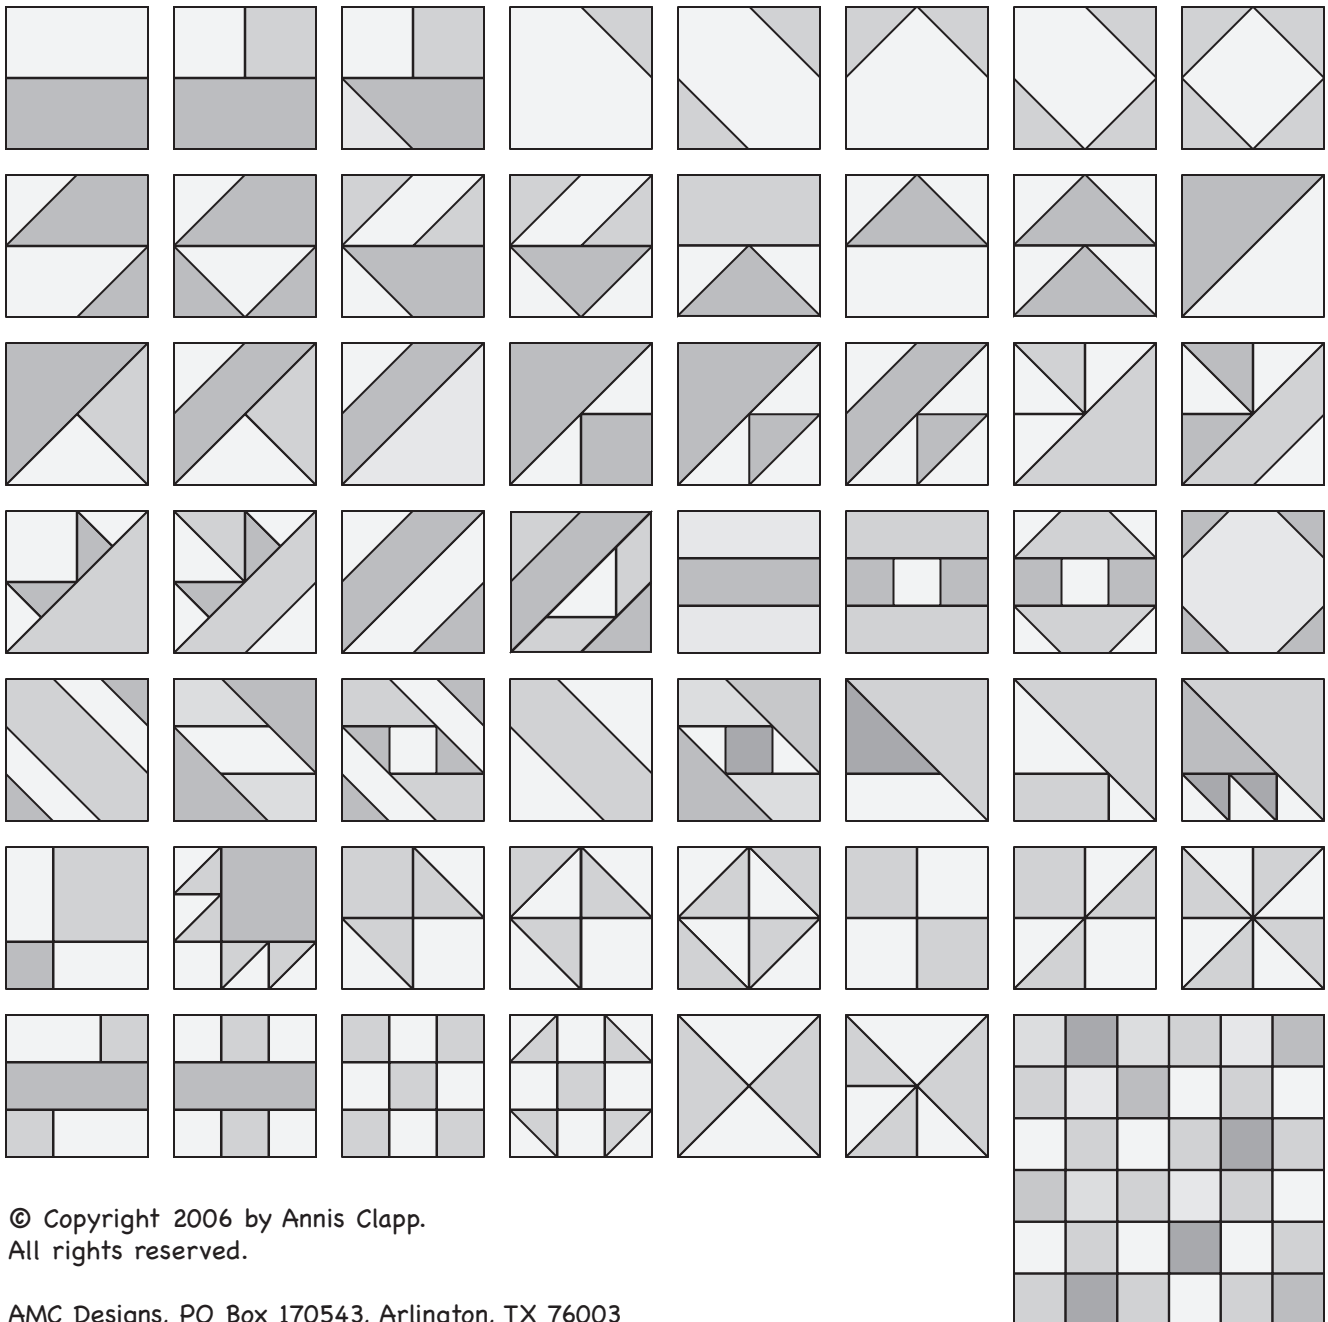 © Copyright 2006 by Annis Clapp.
All rights reserved.
AMC Designs, PO Box 170543, Arlington, TX 76003